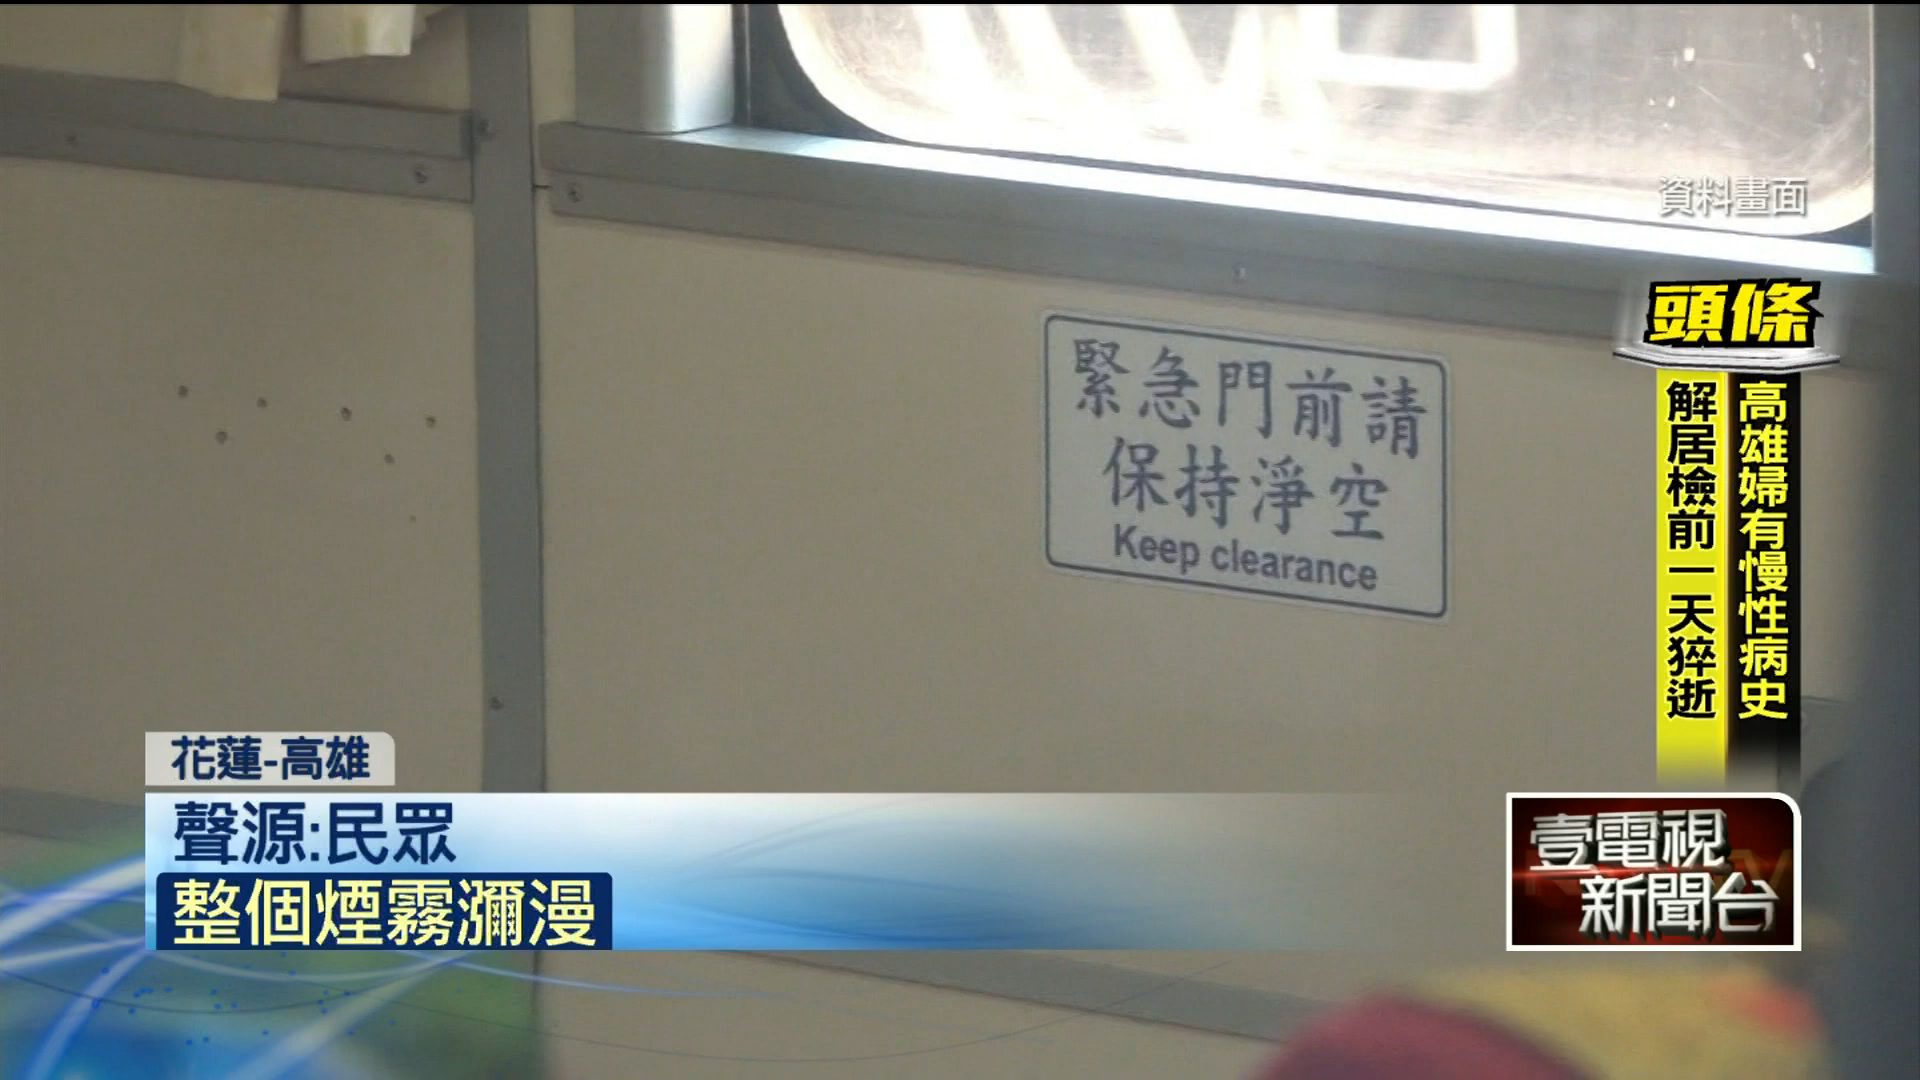 資料畫面
頭條
高雄婦有慢性病史
解居檢前一天猝逝
緊急門前請
保持淨空
Keep clearance
花蓮-高雄
聲源:民眾
整個煙霧瀰漫
壹電視
新聞台